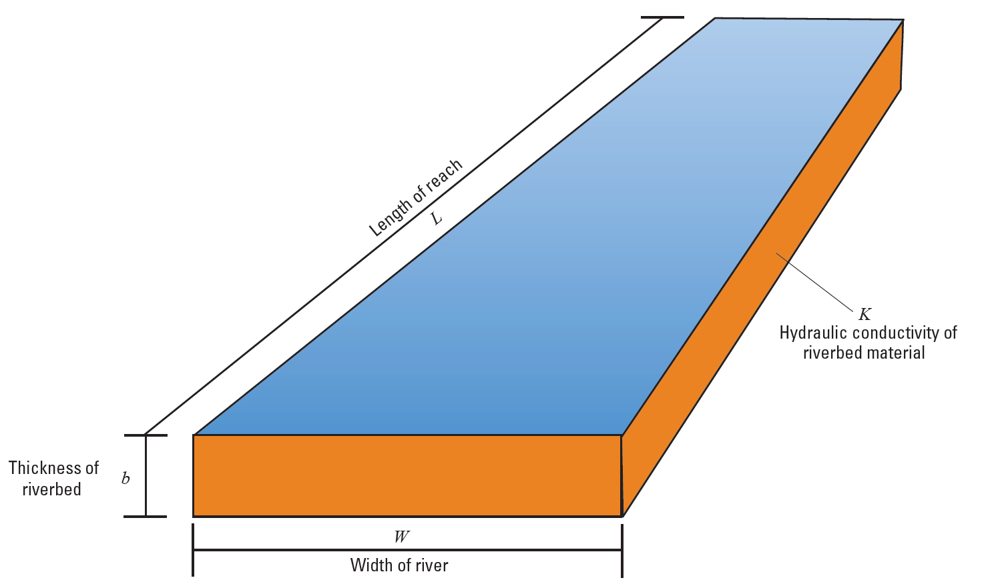 Length of reach
L
K
Hydraulic conductivity of
riverbed material
Thickness of
riverbed
b
W
Width of river